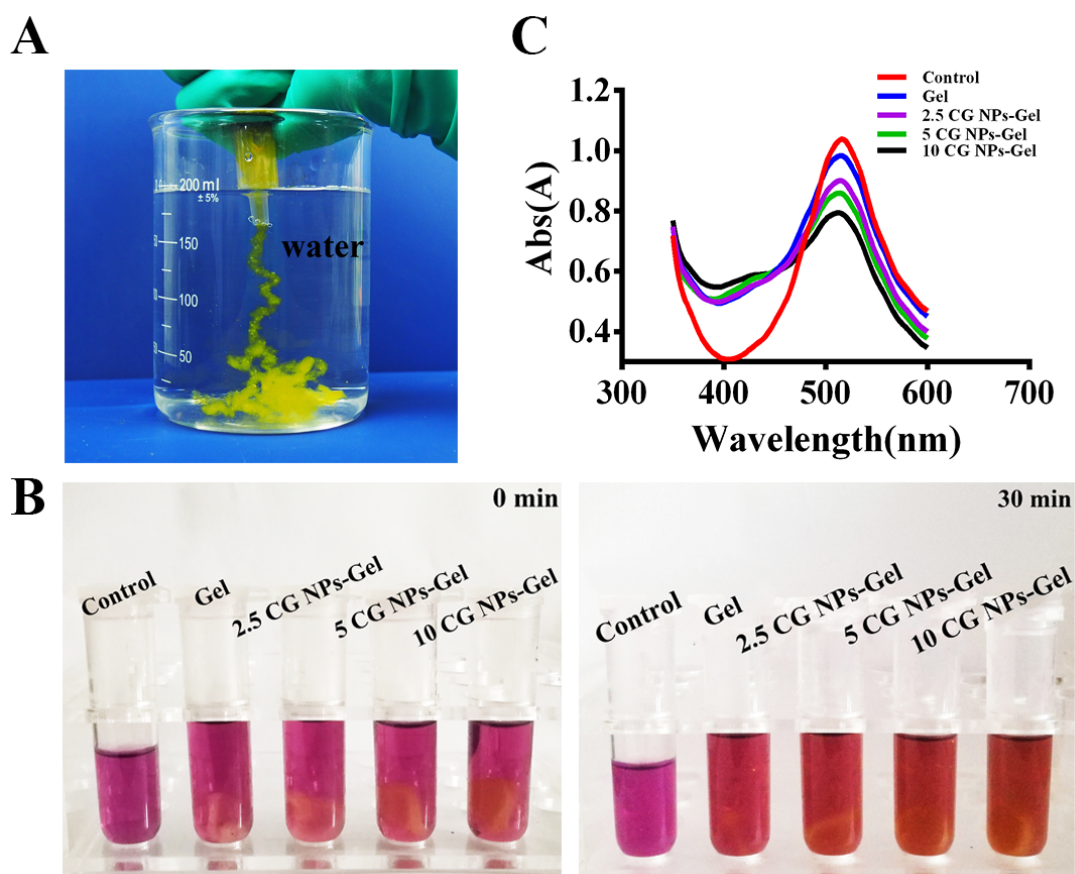 A
200 ml
± 5%
150
100
50
water
C
Control
Gel
2.5 CG NPs-Gel
5 CG NPs-Gel
10 CG NPs-Gel
1.2
1.0
0.8
0.6
0.4
Abs(A)
300 400 500 600 700
Wavelength(nm)
B
0 min
Control
Gel
2.5 CG NPs-Gel
5 CG NPs-Gel
10 CG NPs-Gel
30 min
Control
Gel
2.5 CG NPs-Gel
5 CG NPs-Gel
10 CG NPs-Gel